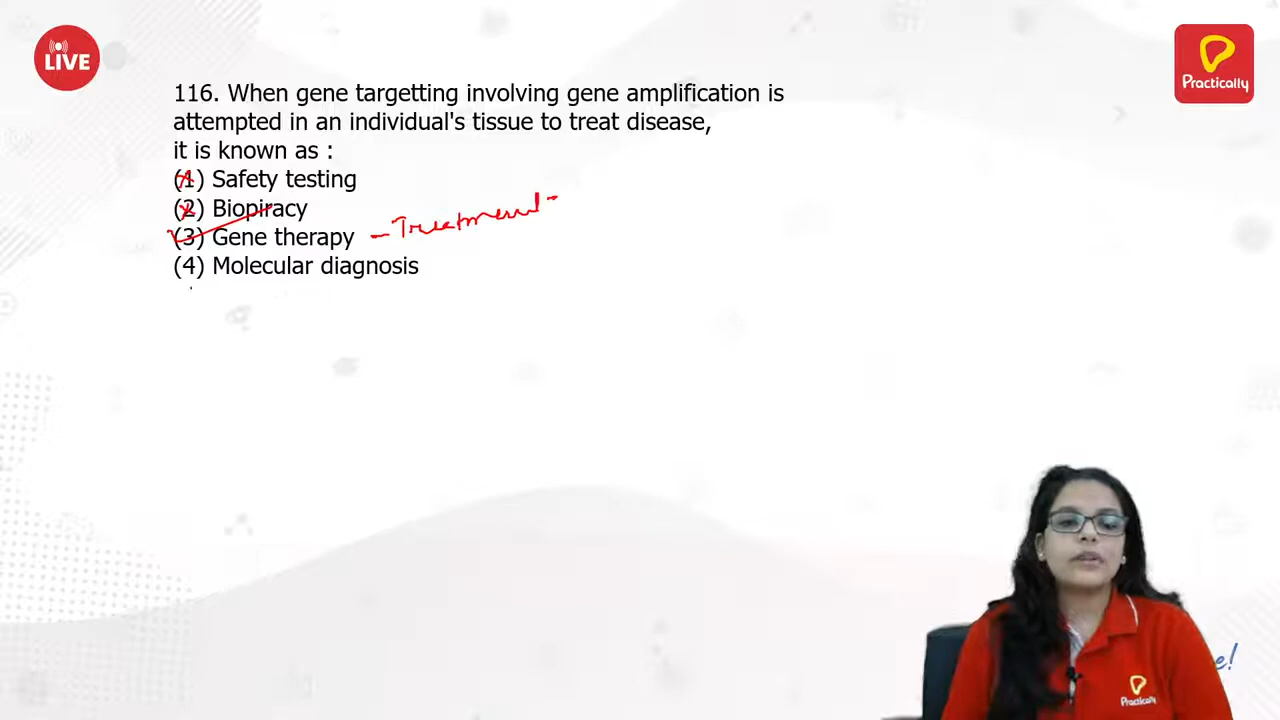 LIVE
Practically
116. When gene targetting involving gene amplification is
attempted in an individual's tissue to treat disease,
it is known as :
(1) Safety testing
(2) Biopiracy
(3) Gene therapy - Treatment -
(4) Molecular diagnosis
e!
Practically